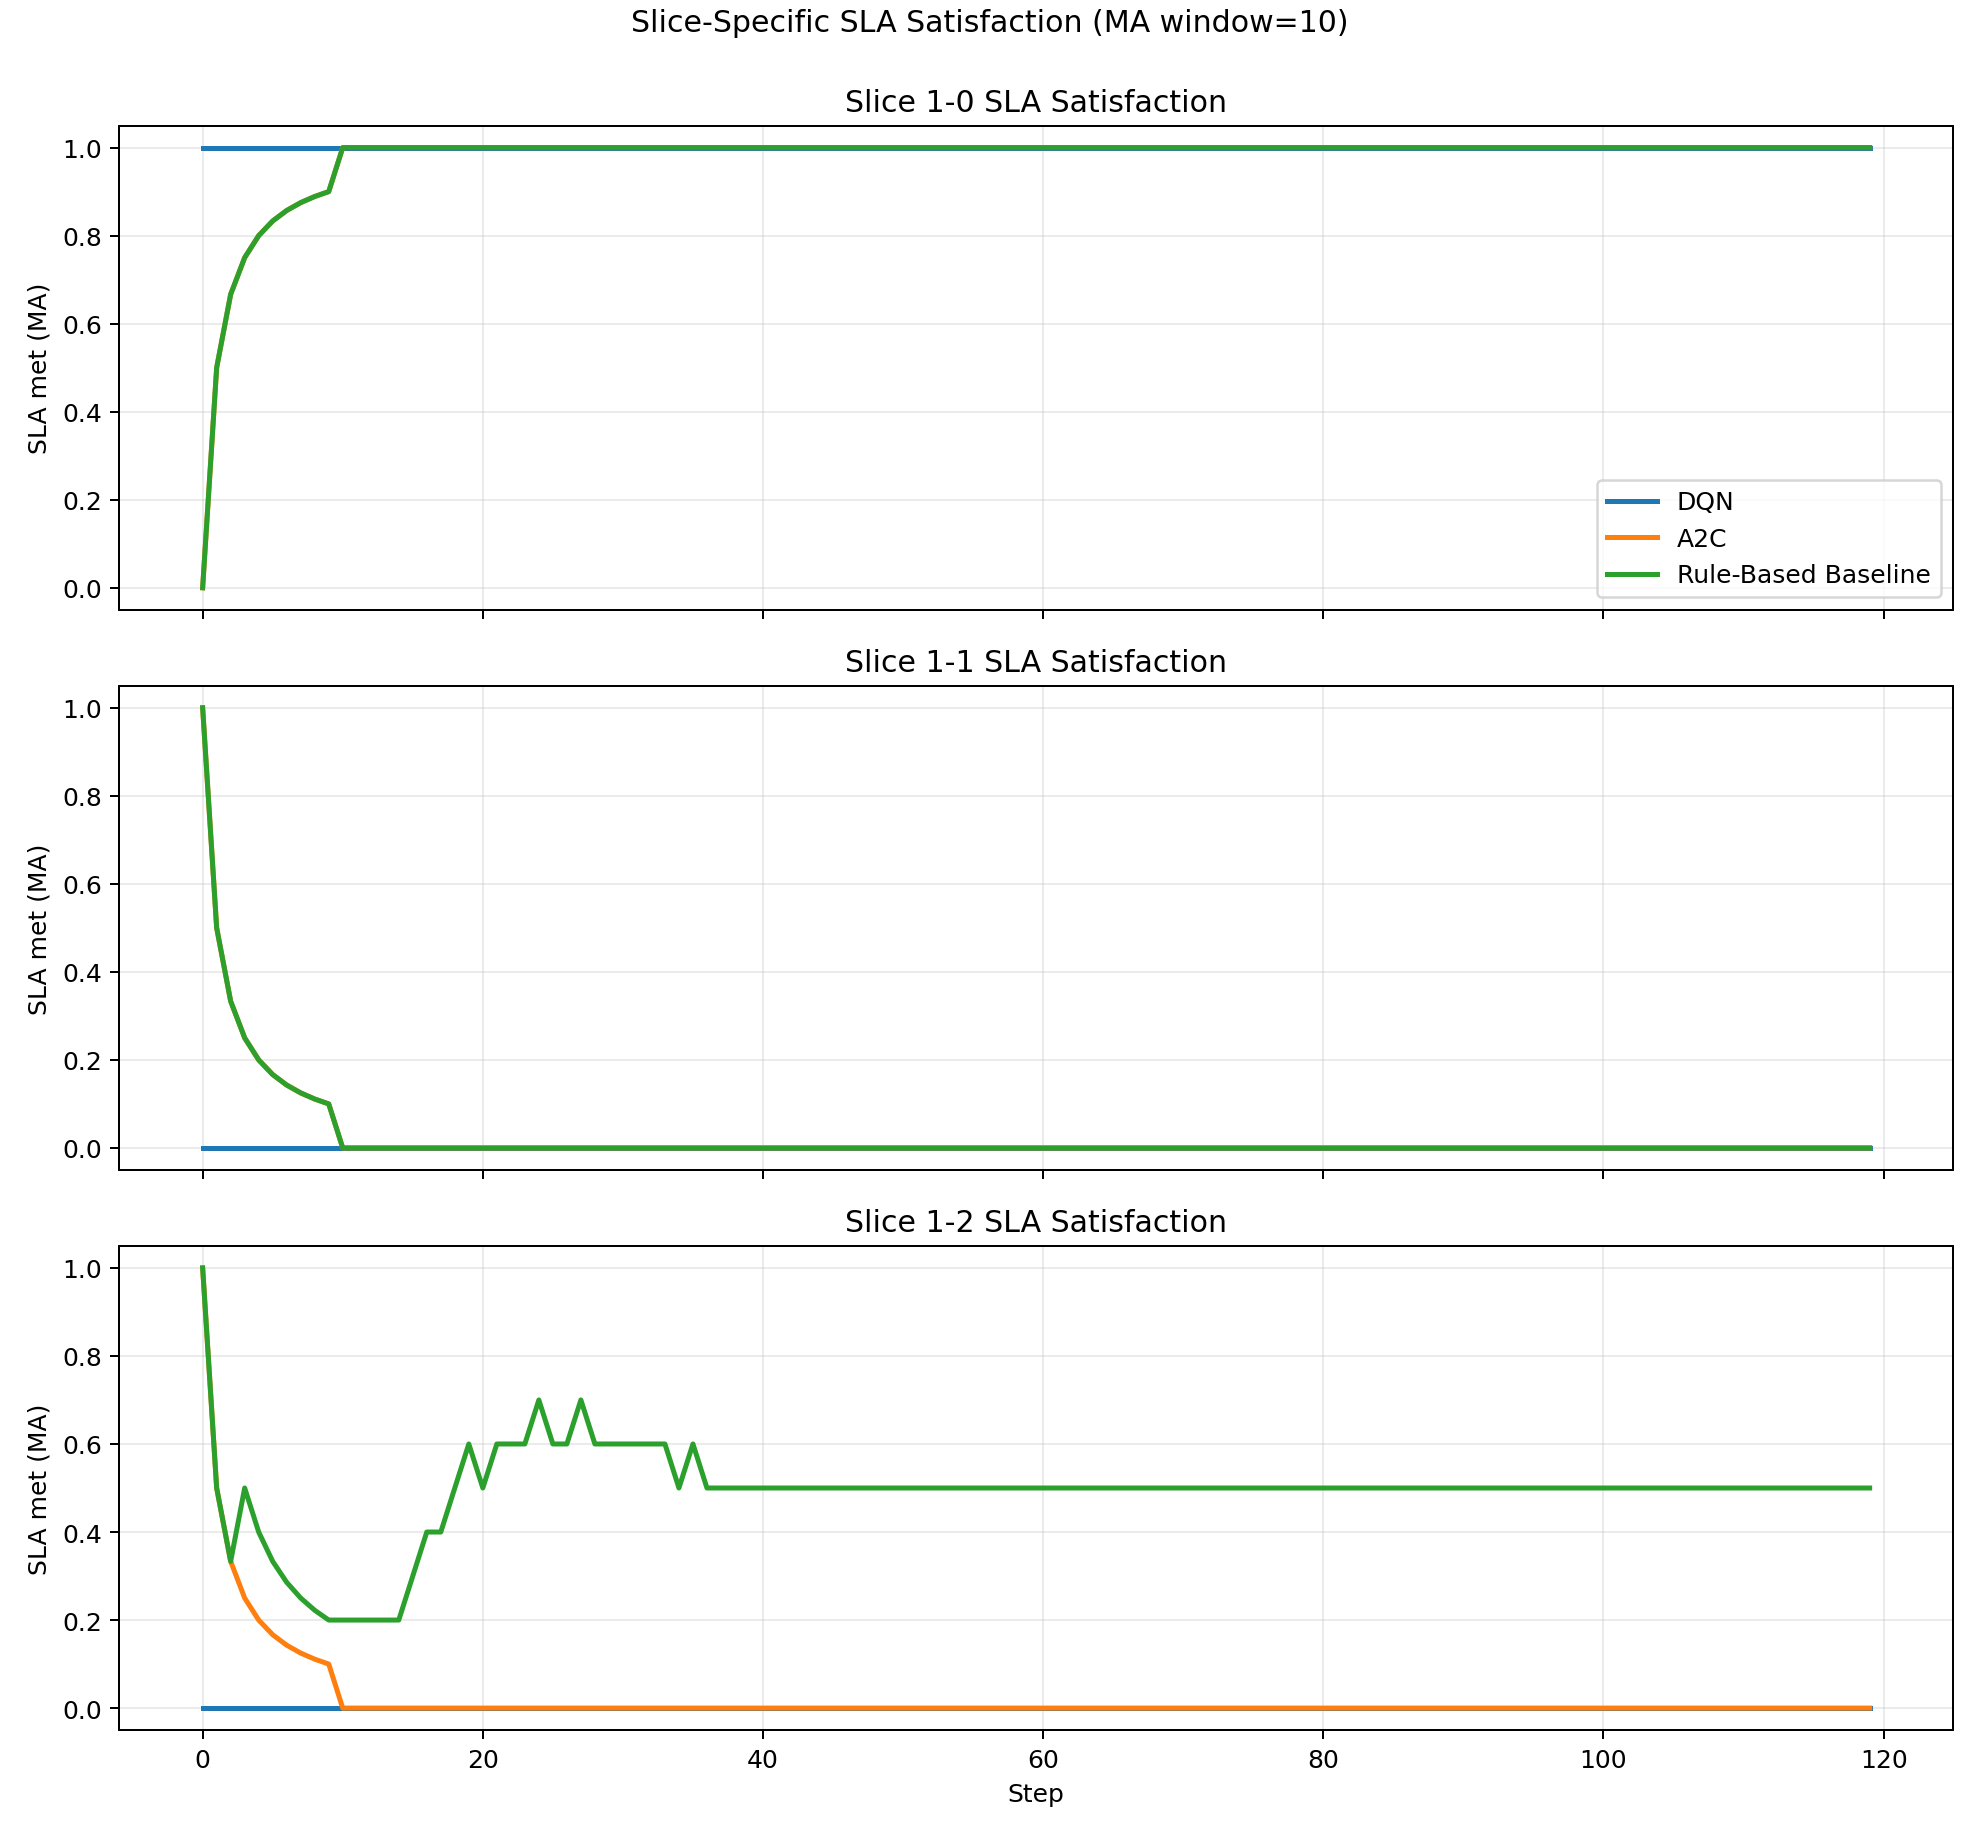 Slice-Specific SLA Satisfaction (MA window=10)
Slice 1-0 SLA Satisfaction
1.0
0.8
0.6
0.4
0.2
0.0
SLA met (MA)
DQN
A2C
Rule-Based Baseline
Slice 1-1 SLA Satisfaction
1.0
0.8
0.6
0.4
0.2
0.0
SLA met (MA)
Slice 1-2 SLA Satisfaction
1.0
0.8
0.6
0.4
0.2
0.0
SLA met (MA)
0 20 40 60 80 100 120
Step